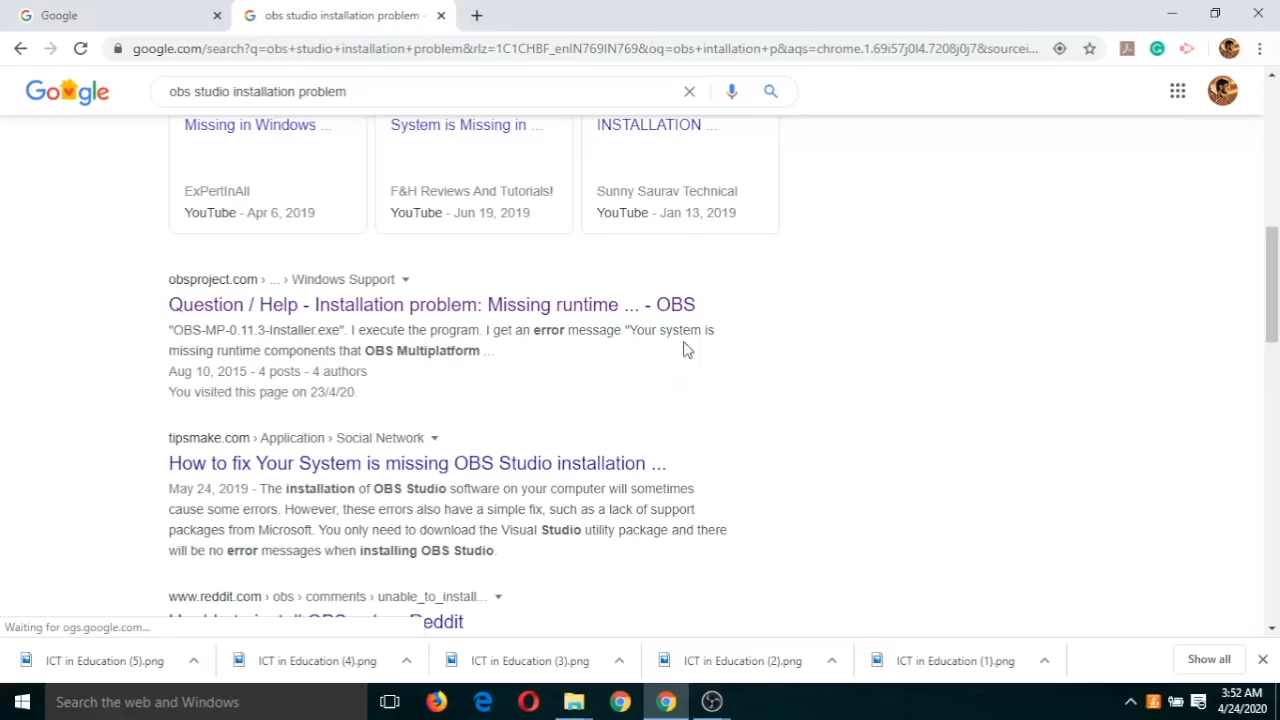 Google
obs studio installation problem -
google.com/search?q=obs+studio+installation+problem&rlz=1C1CHBF_enIN769IN769&oq=obs+intallation+p&aqs=chrome.1.69i57j0l4.7208j0j7&sourcei...
Google
obs studio installation problem
Missing in Windows ...
System is Missing in ...
INSTALLATION ...
ExPertInAll
F&H Reviews And Tutorials!
Sunny Saurav Technical
YouTube - Apr 6, 2019
YouTube - Jun 19, 2019
YouTube - Jan 13, 2019
obsproject.com › ... › Windows Support
Question / Help - Installation problem: Missing runtime ... - OBS
"OBS-MP-0.11.3-Installer.exe". I execute the program. I get an error message "Your system is
missing runtime components that OBS Multiplatform ...
Aug 10, 2015 - 4 posts - 4 authors
You visited this page on 23/4/20.
tipsmake.com › Application › Social Network
How to fix Your System is missing OBS Studio installation ...
May 24, 2019 - The installation of OBS Studio software on your computer will sometimes
cause some errors. However, these errors also have a simple fix, such as a lack of support
packages from Microsoft. You only need to download the Visual Studio utility package and there
will be no error messages when installing OBS Studio.
www.reddit.com › obs › comments › unable_to_install...
Reddit
Waiting for ogs.google.com...
ICT in Education (5).png
ICT in Education (4).png
ICT in Education (3).png
ICT in Education (2).png
ICT in Education (1).png
Show all
Search the web and Windows
3:52 AM
4/24/2020